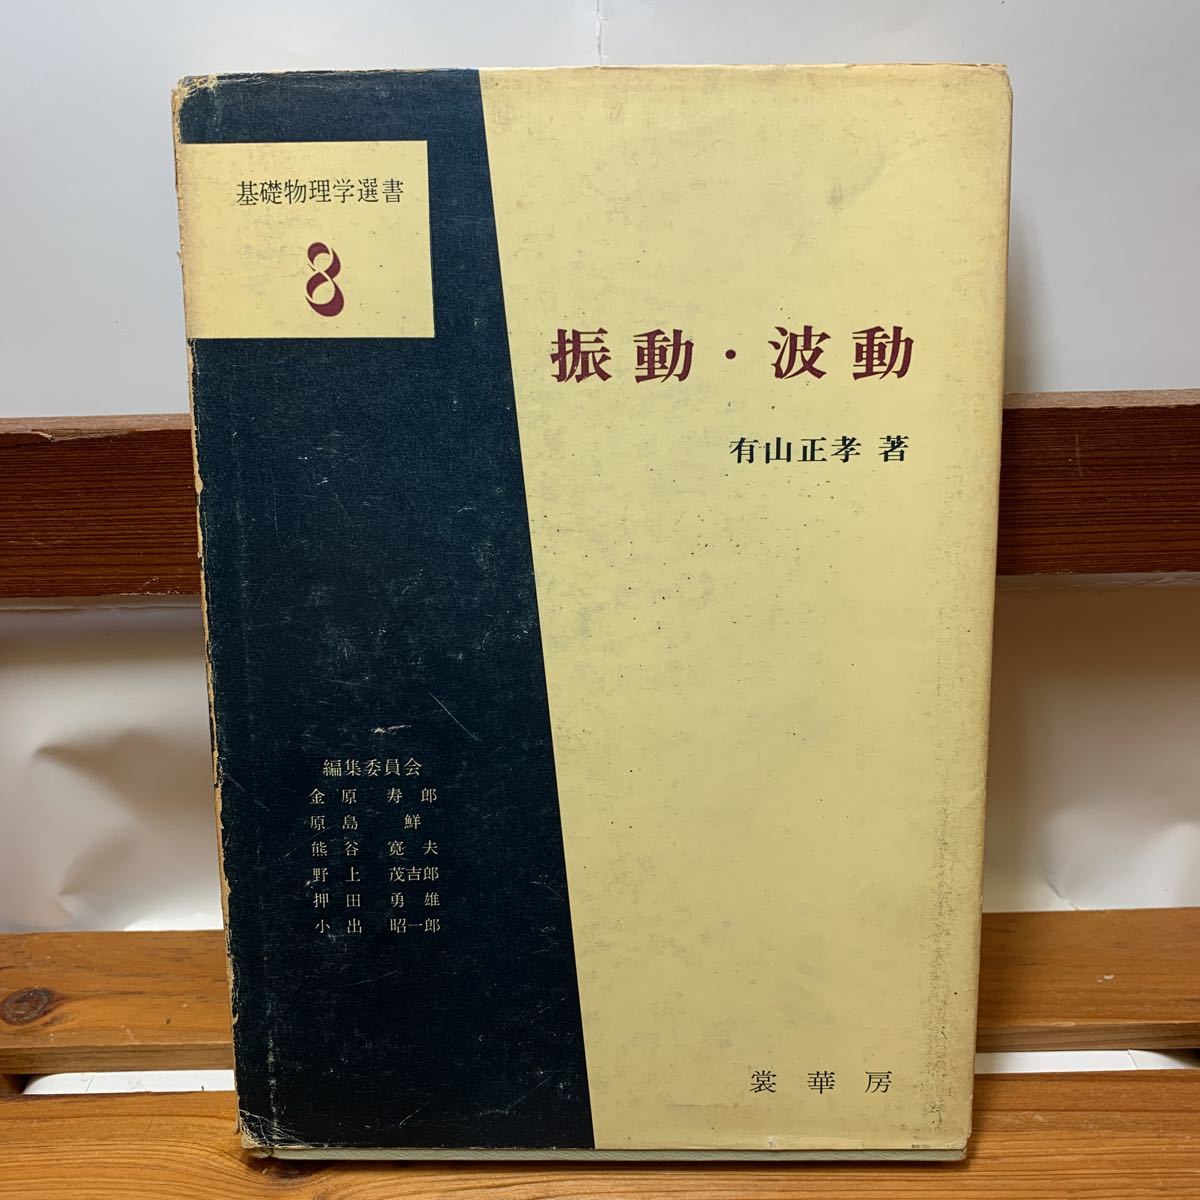 基礎物理学選書
8
振動・波動
有山正孝 著
編集委員会
金原 寿郎
原島 鮮
熊谷 寛夫
野上 茂吉郎
押田 勇雄
小出 昭一郎
裳華房